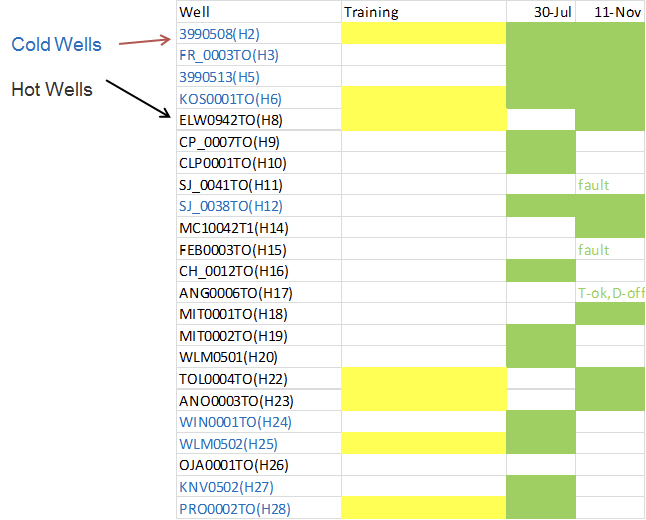 Well Training 30-Jul 11-Nov
3990508(H2)
Cold Wells
FR_0003TO(H3)
3990513(H5)
Hot Wells
KOS0001TO(H6)
ELW0942TO(H8)
CP_0007TO(H9)
CLP0001TO(H10)
SJ_0041TO(H11) fault
SJ_0038TO(H12)
MC10042T1(H14)
FEB0003TO(H15) fault
CH_0012TO(H16)
ANG0006TO(H17) T-ok,D-off
MIT0001TO(H18)
MIT0002TO(H19)
WLM0501(H20)
TOL0004TO(H22)
ANO0003TO(H23)
WIN0001TO(H24)
WLM0502(H25)
OJA0001TO(H26)
KNV0502(H27)
PRO0002TO(H28)